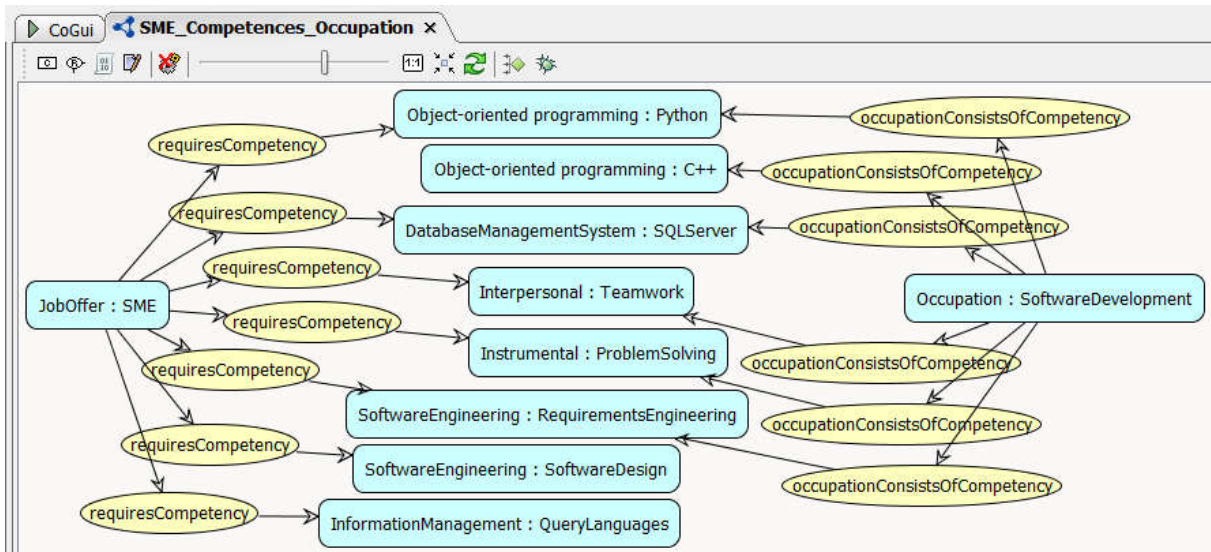 CoGui
SME_Competences_Occupation
1:1
Object-oriented programming : Python
occupationConsistsOfCompetency
requiresCompetency
Object-oriented programming : C++
occupationConsistsOfCompetency
requiresCompetency
DatabaseManagementSystem : SQLServer
occupationConsistsOfCompetency
requiresCompetency
Interpersonal : Teamwork
JobOffer : SME
Occupation : SoftwareDevelopment
requiresCompetency
Instrumental : ProblemSolving
occupationConsistsOfCompetency
requiresCompetency
SoftwareEngineering : RequirementsEngineering
occupationConsistsOfCompetency
requiresCompetency
SoftwareEngineering : SoftwareDesign
occupationConsistsOfCompetency
requiresCompetency
InformationManagement : QueryLanguages